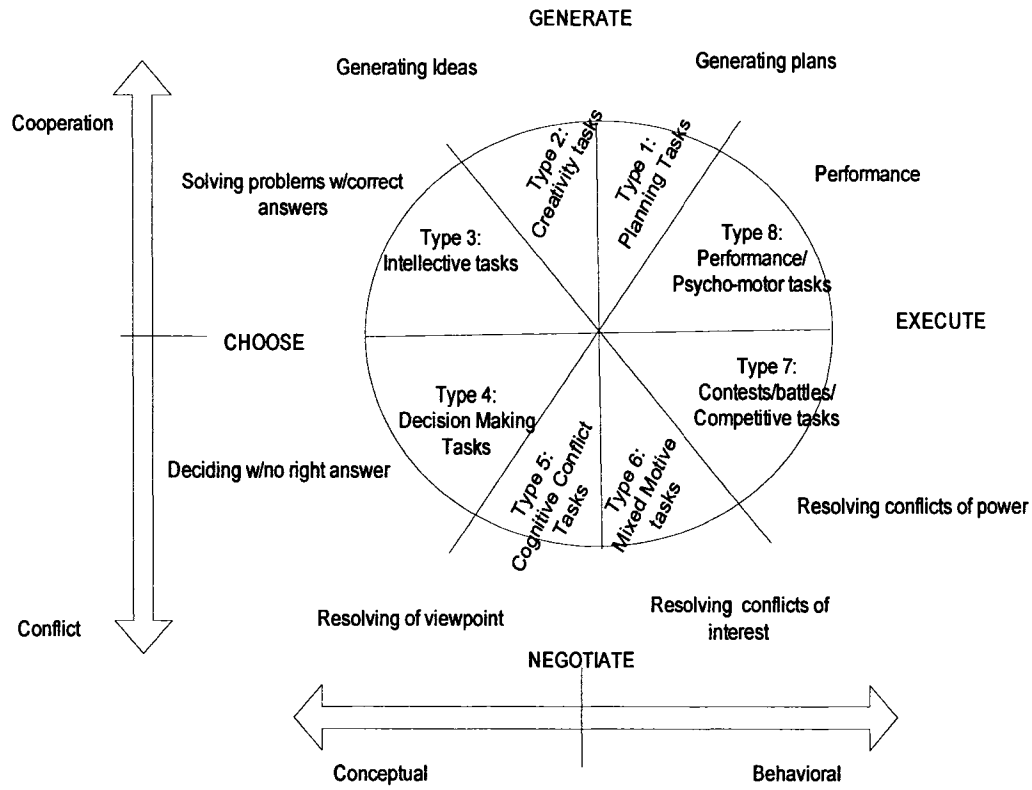 GENERATE
Generating Ideas
Generating plans
Cooperation
Solving problems w/correct
answers
Performance
Type 2:
Creativity tasks
Type 1:
Planning Tasks
Type 3:
Intellective tasks
Type 8:
Performance/
Psycho-motor tasks
CHOOSE
EXECUTE
Type 4:
Decision Making
Tasks
Type 7:
Contests/battles/
Competitive tasks
Type 5:
Cognitive Conflict
Tasks
Type 6:
Mixed Motive
tasks
Deciding w/no right answer
Resolving conflicts of power
Conflict
Resolving of viewpoint
Resolving conflicts of
interest
NEGOTIATE
Conceptual
Behavioral